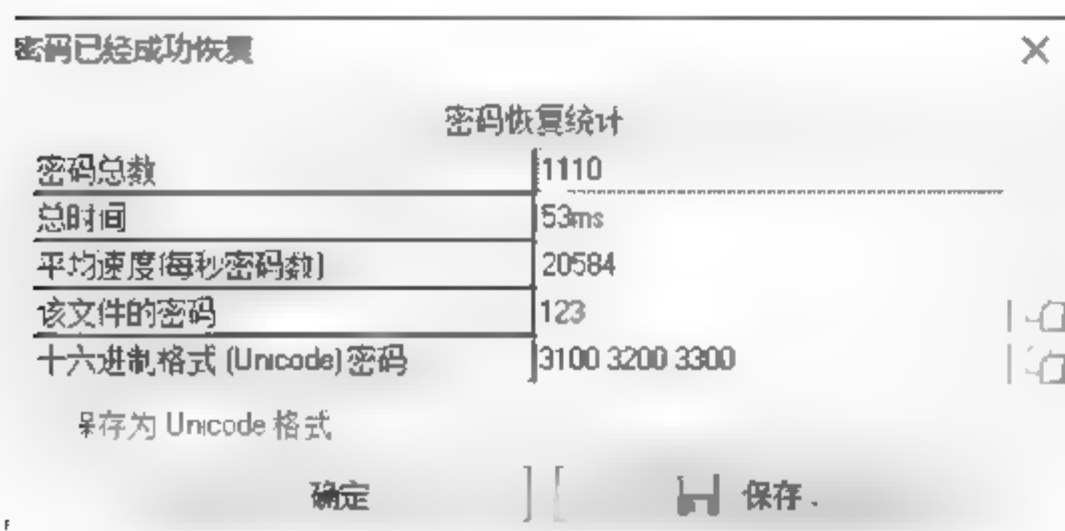 密码已经成功恢复
密码恢复统计
密码总数 1110
总时间 53ms
平均速度(每秒密码数) 20584
该文件的密码 123
十六进制格式 (Unicode) 密码 3100 3200 3300
保存为 Unicode 格式
确定 保存.